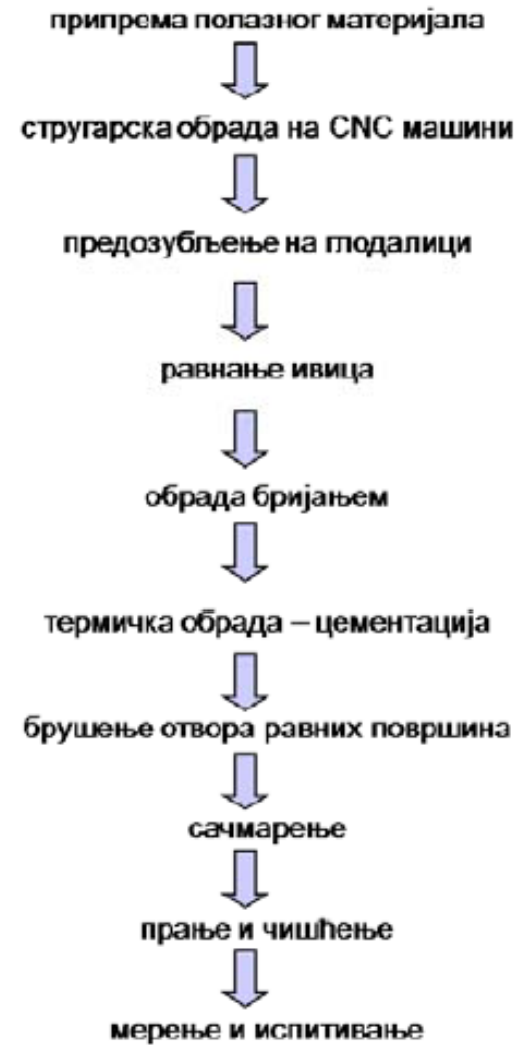 припрема полазног материјала
стругарска обрада на CNC машини
предозубљење на глодалици
равнање ивица
обрада бријањем
термичка обрада – цементација
брушење отвора равних површина
сачмарење
прање и чишћење
мерење и испитивање